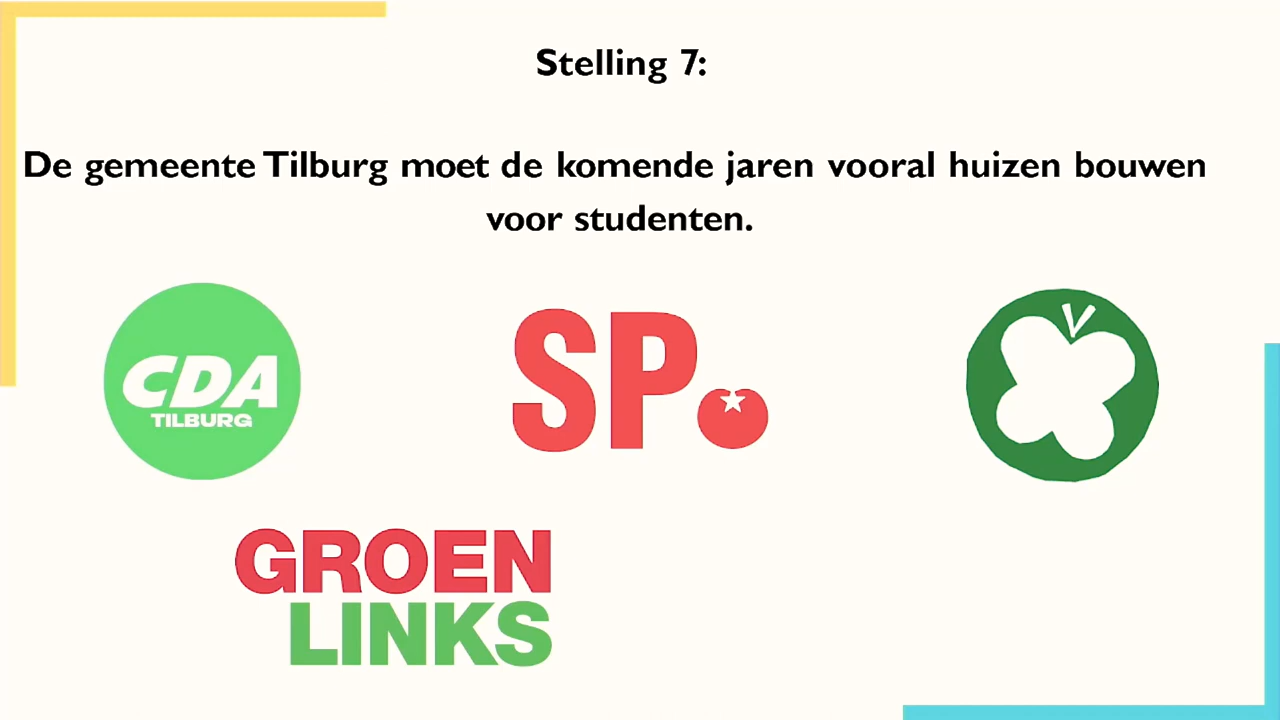 Stelling 7:
De gemeente Tilburg moet de komende jaren vooral huizen bouwen
voor studenten.
CDA
TILBURG
SP
GROEN
LINKS